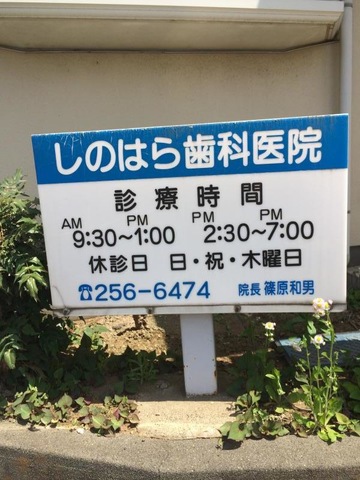 しのはら歯科医院
診療時間
AM 9:30~PM 1:00 PM 2:30~PM 7:00
休診日 日・祝・木曜日
☎256-6474 院長 篠原和男